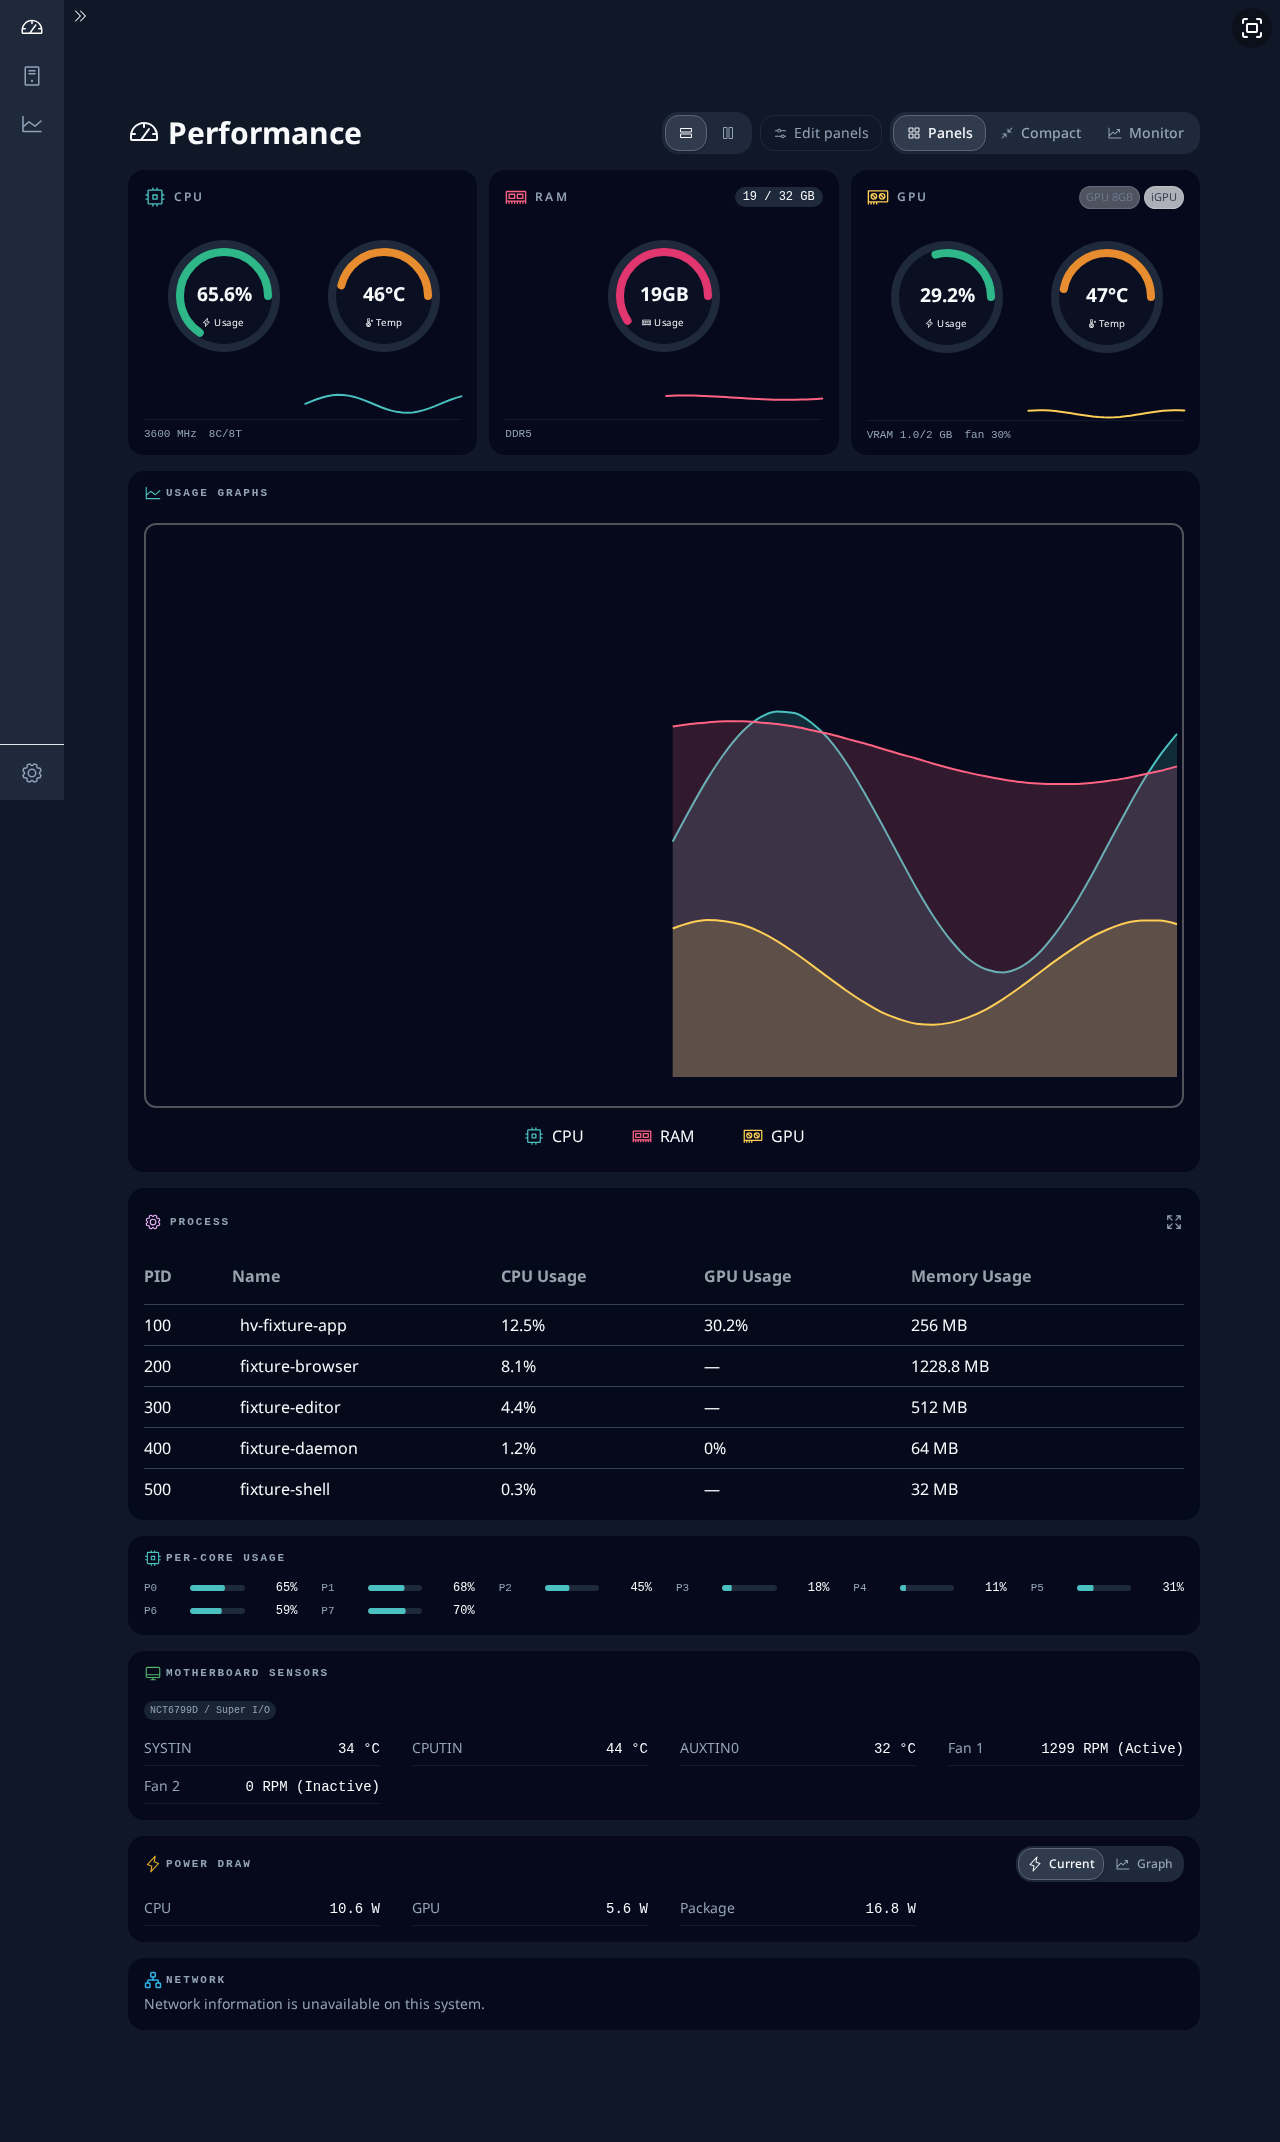 Performance
Edit panels
Panels
Compact
Monitor
CPU
65.6%
Usage
46°C
Temp
3600 MHz 8C/8T
RAM
19 / 32 GB
19GB
Usage
DDR5
GPU
GPU 8GB
iGPU
29.2%
Usage
47°C
Temp
VRAM 1.0/2 GB fan 30%
USAGE GRAPHS
CPU RAM GPU
PROCESS
PID Name CPU Usage GPU Usage Memory Usage
100 hv-fixture-app 12.5% 30.2% 256 MB
200 fixture-browser 8.1% — 1228.8 MB
300 fixture-editor 4.4% — 512 MB
400 fixture-daemon 1.2% 0% 64 MB
500 fixture-shell 0.3% — 32 MB
PER-CORE USAGE
P0 65% P1 68% P2 45% P3 18% P4 11% P5 31%
P6 59% P7 70%
MOTHERBOARD SENSORS
NCT6799D / Super I/O
SYSTIN 34 °C CPUTIN 44 °C AUXTIN0 32 °C Fan 1 1299 RPM (Active)
Fan 2 0 RPM (Inactive)
POWER DRAW
Current
Graph
CPU 10.6 W GPU 5.6 W Package 16.8 W
NETWORK
Network information is unavailable on this system.